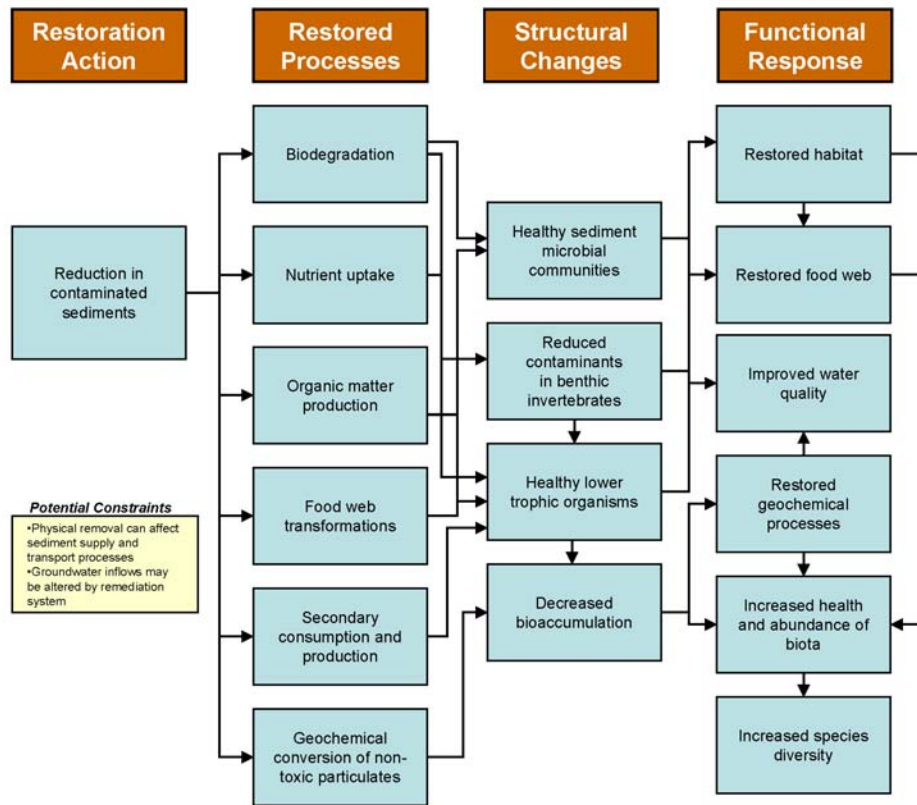 Restoration
Action
Restored
Processes
Structural
Changes
Functional
Response
Reduction in
contaminated
sediments
Potential Constraints
•Physical removal can affect
sediment supply and
transport processes
•Groundwater inflows may
be altered by remediation
system
Biodegradation
Nutrient uptake
Organic matter
production
Food web
transformations
Secondary
consumption and
production
Geochemical
conversion of non-
toxic particulates
Healthy sediment
microbial
communities
Reduced
contaminants
in benthic
invertebrates
Healthy lower
trophic organisms
Decreased
bioaccumulation
Restored habitat
Restored food web
Improved water
quality
Restored
geochemical
processes
Increased health
and abundance of
biota
Increased species
diversity